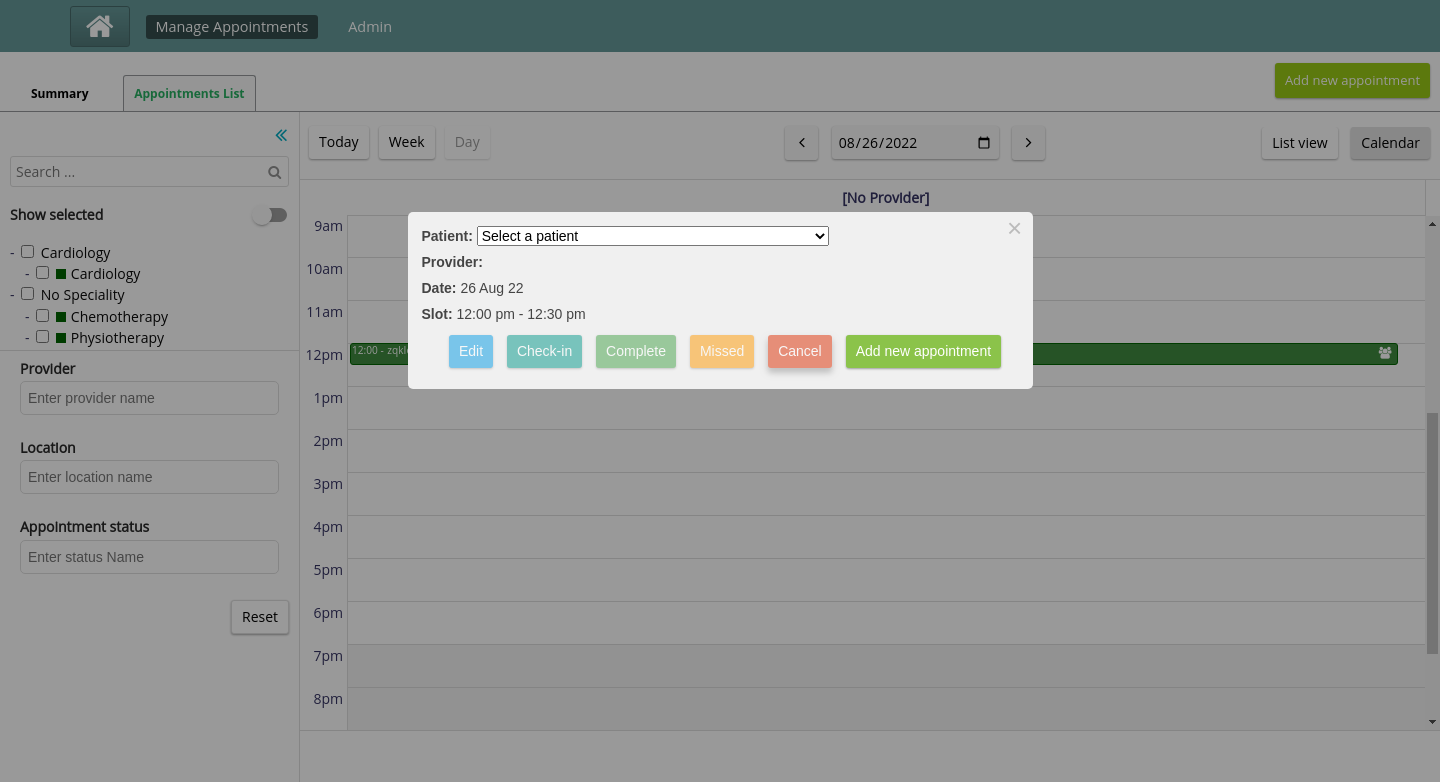 Manage Appointments
Admin
Summary
Appointments List
Add new appointment
Today
Week
Day
08/26/2022
List view
Calendar
Search ...
Show selected
- Cardiology
- Cardiology
- No Speciality
- Chemotherapy
- Physiotherapy
Provider
Enter provider name
Location
Enter location name
Appointment status
Enter status Name
Reset
[No Provider]
9am
10am
11am
12pm
12:00 -
1pm
2pm
3pm
4pm
5pm
6pm
7pm
8pm
×
Patient: Select a patient
Provider:
Date: 26 Aug 22
Slot: 12:00 pm - 12:30 pm
Edit
Check-in
Complete
Missed
Cancel
Add new appointment